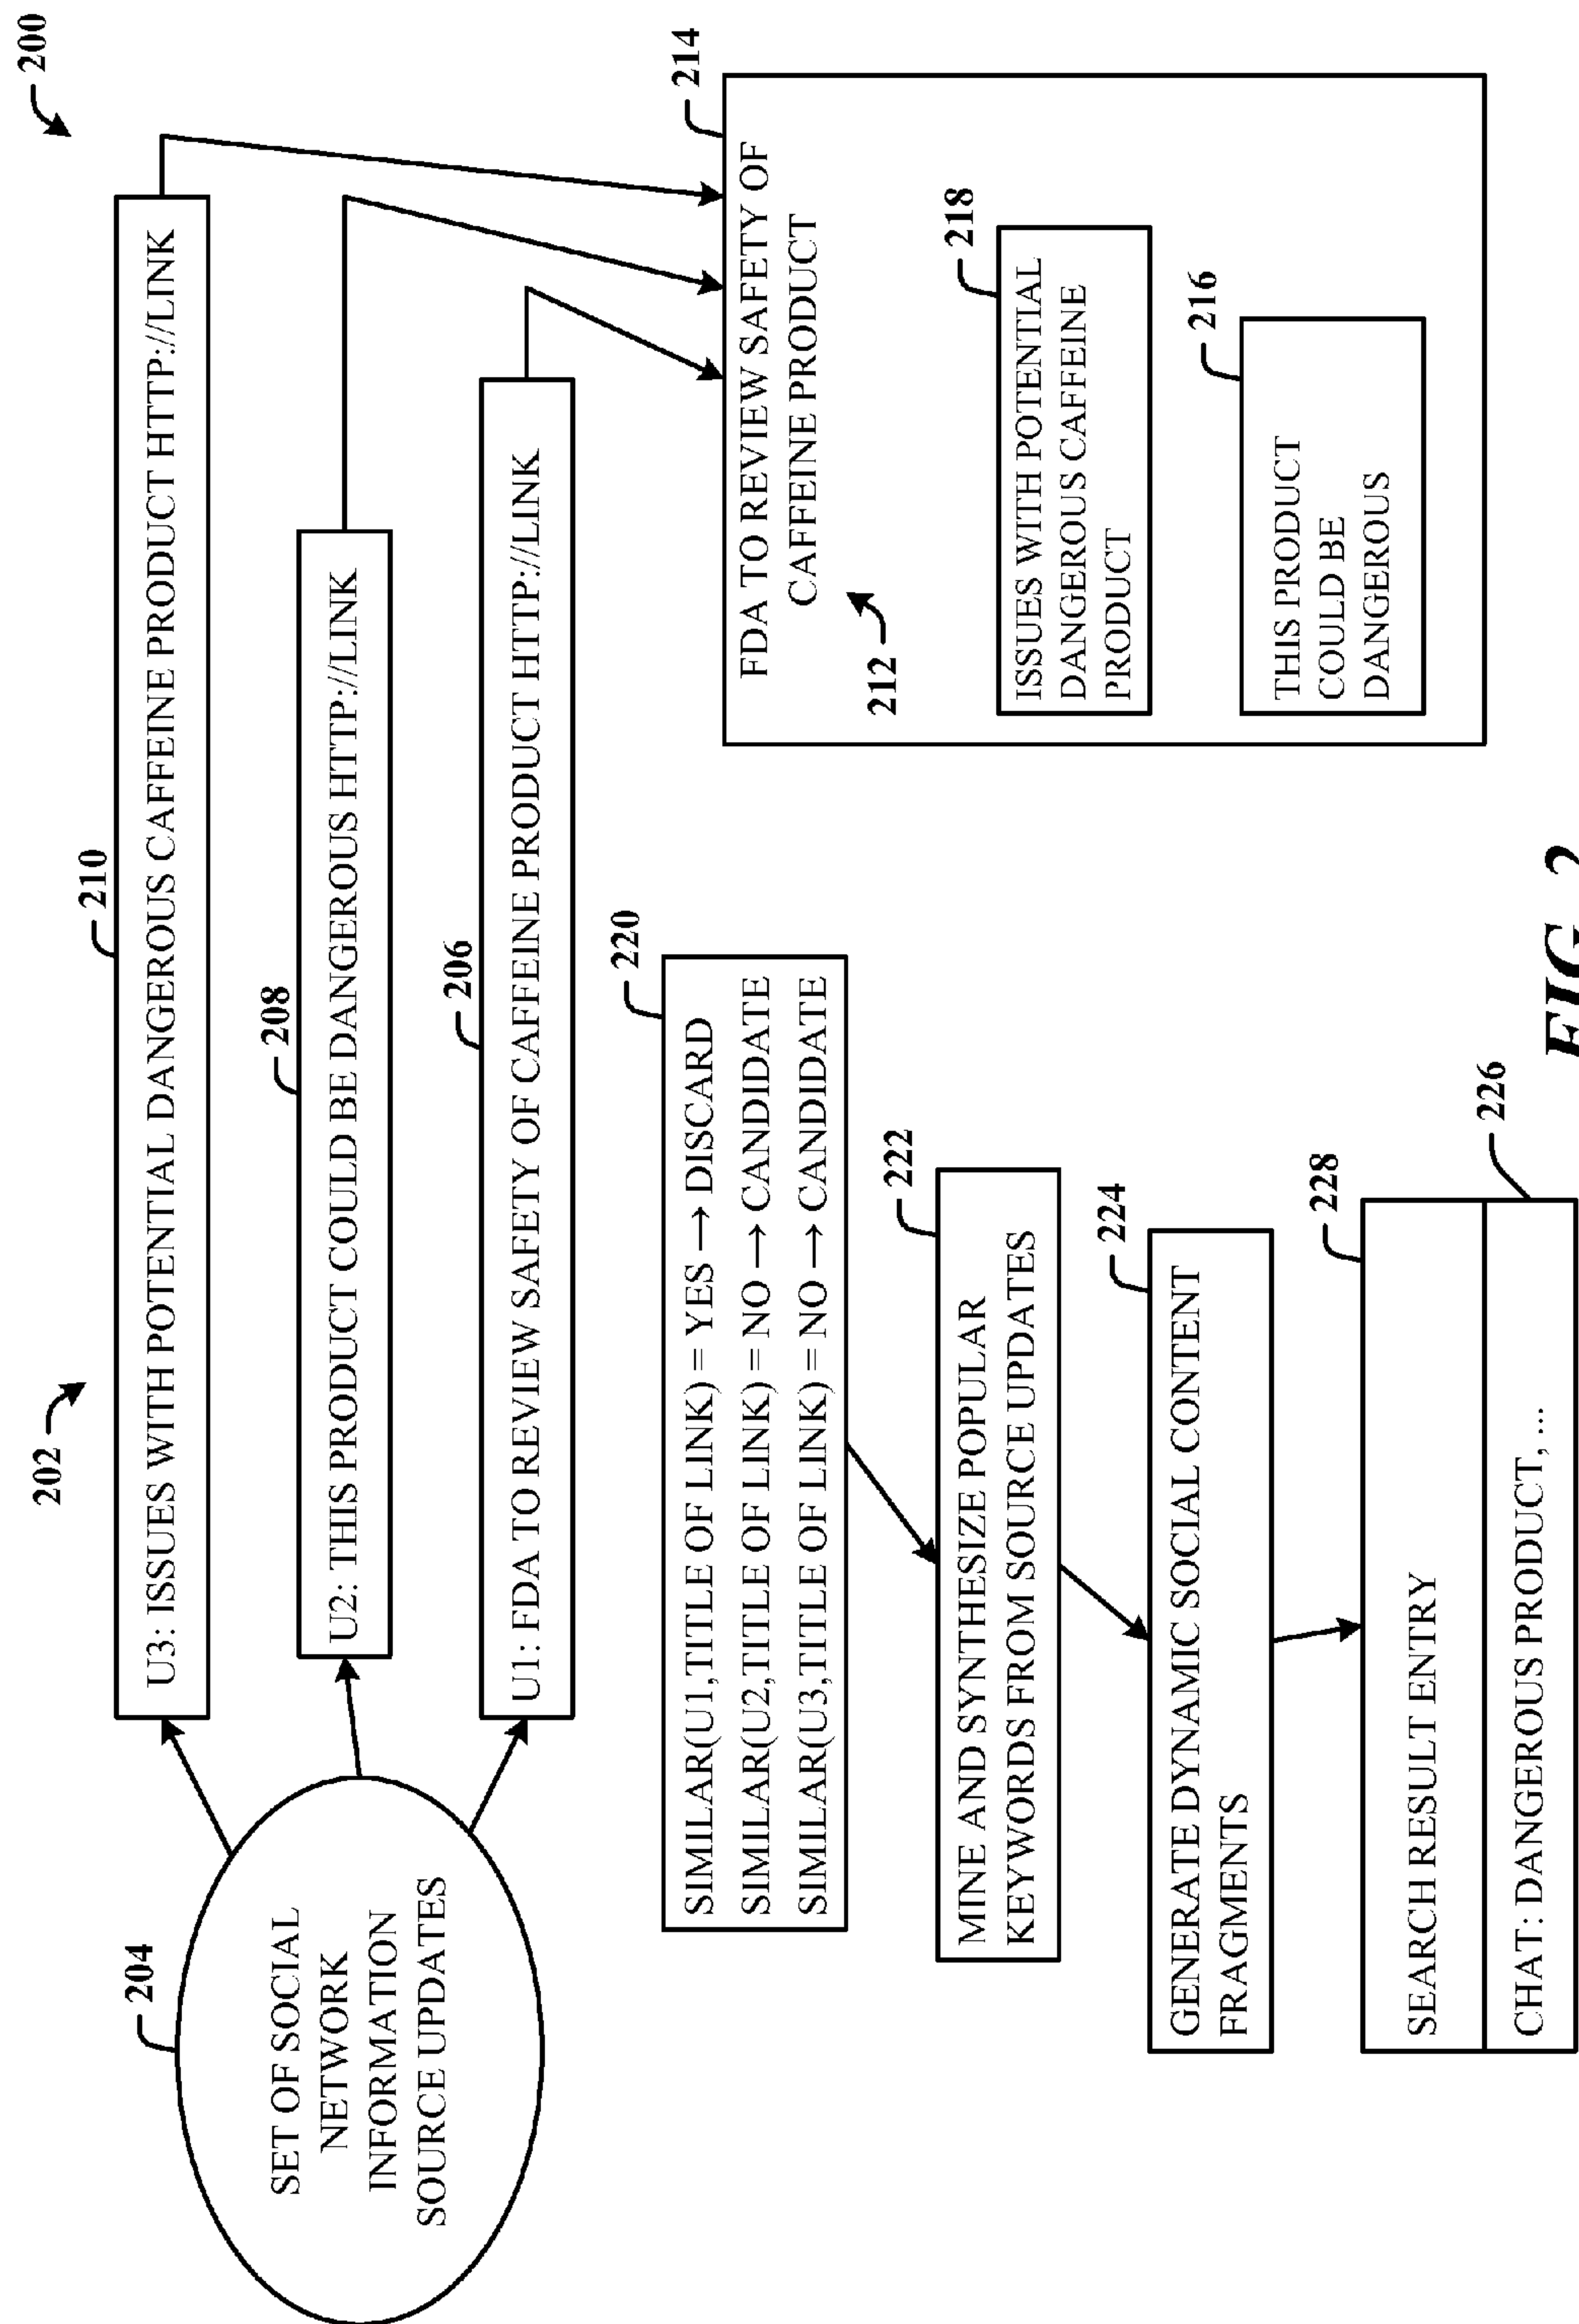 200
202
204
SET OF SOCIAL
NETWORK
INFORMATION
SOURCE UPDATES
210
U3: ISSUES WITH POTENTIAL DANGEROUS CAFFEINE PRODUCT HTTP://LINK
208
U2: THIS PRODUCT COULD BE DANGEROUS HTTP://LINK
206
U1: FDA TO REVIEW SAFETY OF CAFFEINE PRODUCT HTTP://LINK
220
SIMILAR(U1,TITLE OF LINK) = YES → DISCARD
SIMILAR(U2,TITLE OF LINK) = NO → CANDIDATE
SIMILAR(U3,TITLE OF LINK) = NO → CANDIDATE
222
MINE AND SYNTHESIZE POPULAR
KEYWORDS FROM SOURCE UPDATES
224
GENERATE DYNAMIC SOCIAL CONTENT
FRAGMENTS
228
SEARCH RESULT ENTRY
CHAT: DANGEROUS PRODUCT, ...
226
214
FDA TO REVIEW SAFETY OF
CAFFEINE PRODUCT
212
218
ISSUES WITH POTENTIAL
DANGEROUS CAFFEINE
PRODUCT
216
THIS PRODUCT
COULD BE
DANGEROUS
FIG. 2